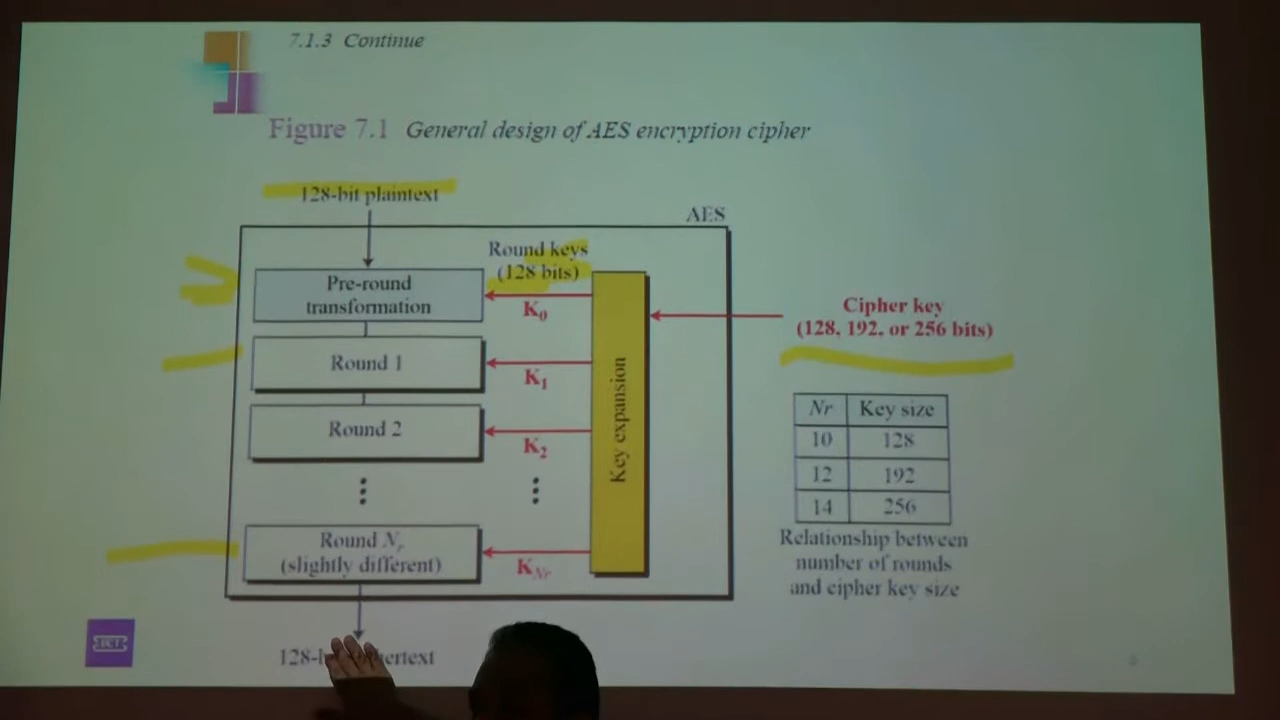 7.1.3 Continue
Figure 7.1 General design of AES encryption cipher
128-bit plaintext
AES
Round keys
(128 bits)
Pre-round
transformation
K0
Cipher key
(128, 192, or 256 bits)
Round 1
K1
Round 2
K2
Key expansion
Nr Key size
10 128
12 192
14 256
Relationship between
number of rounds
and cipher key size
Round Nr
(slightly different)
KNr